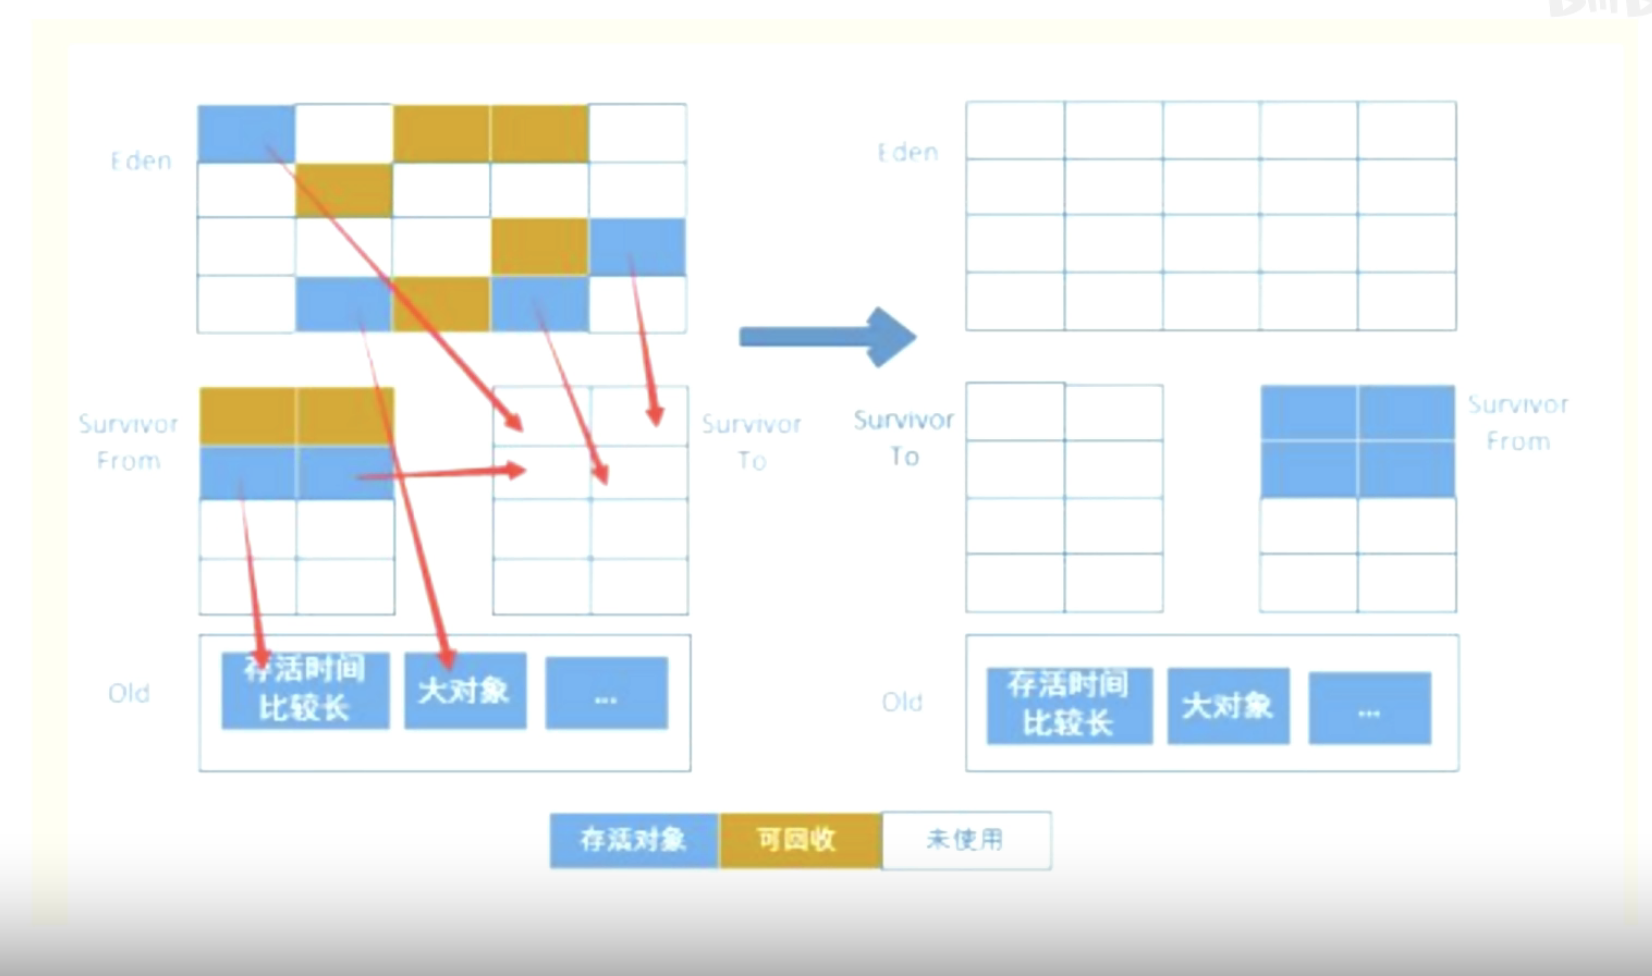 Eden
Eden
Survivor
From
Survivor
To
Survivor
To
Survivor
From
Old
存活时间
比较长
大对象
...
Old
存活时间
比较长
大对象
...
存活对象
可回收
未使用